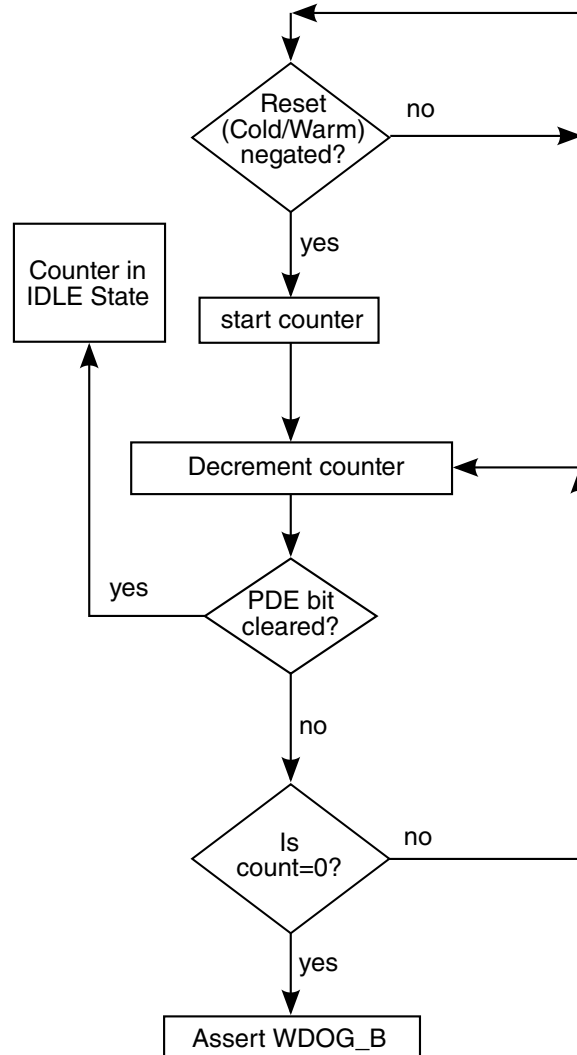 Reset
(Cold/Warm)
negated?
no
yes
Counter in
IDLE State
start counter
Decrement counter
yes
PDE bit
cleared?
no
Is
count=0?
no
yes
Assert WDOG_B